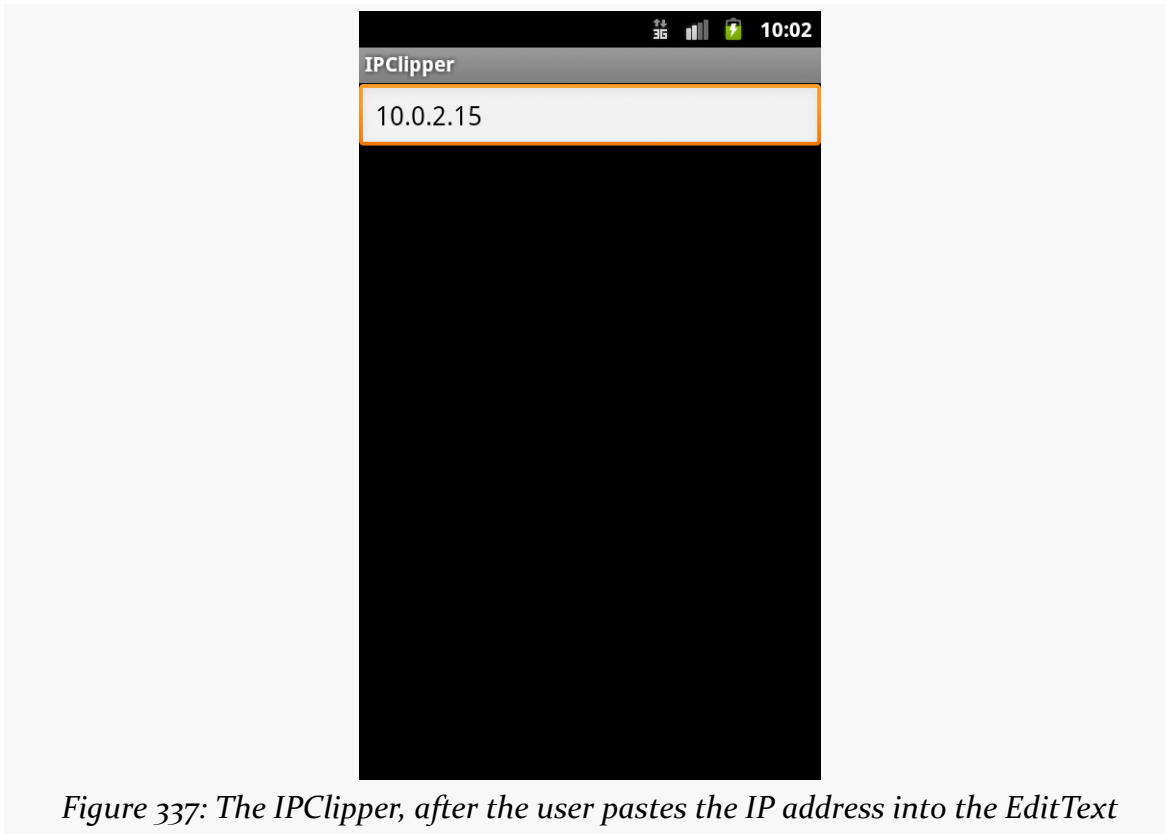 3G 10:02
IPClipper
10.0.2.15
Figure 337: The IPClipper, after the user pastes the IP address into the EditText